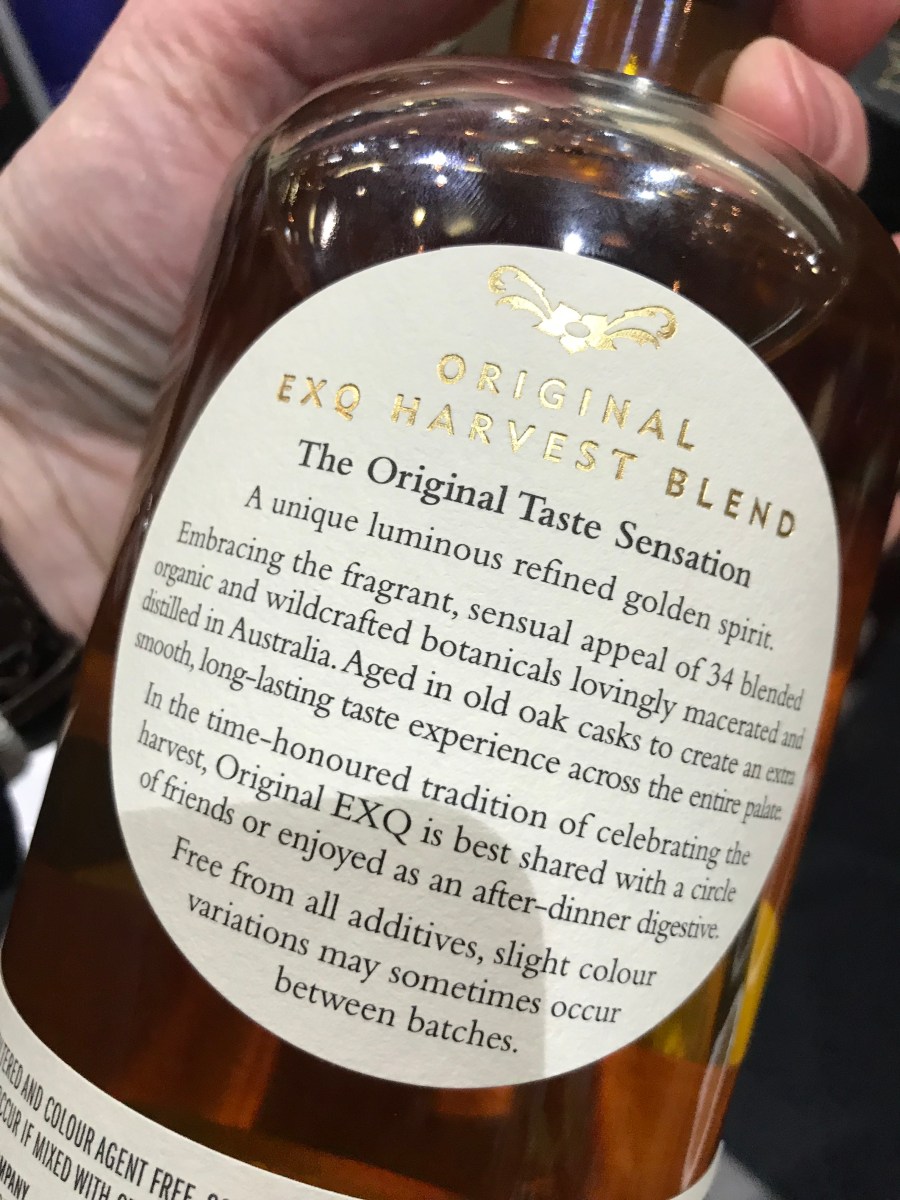 ORIGINAL
EXQ HARVEST BLEND
The Original Taste Sensation
A unique luminous refined golden spirit.
Embracing the fragrant, sensual appeal of 34 blended
organic and wildcrafted botanicals lovingly macerated and
distilled in Australia. Aged in old oak casks to create an extra
smooth, long-lasting taste experience across the entire palate.
In the time-honoured tradition of celebrating the
harvest, Original EXQ is best shared with a circle
of friends or enjoyed as an after-dinner digestive.
Free from all additives, slight colour
variations may sometimes occur
between batches.
AND COLOUR AGENT FREE.
OCCUR IF MIXED WITH